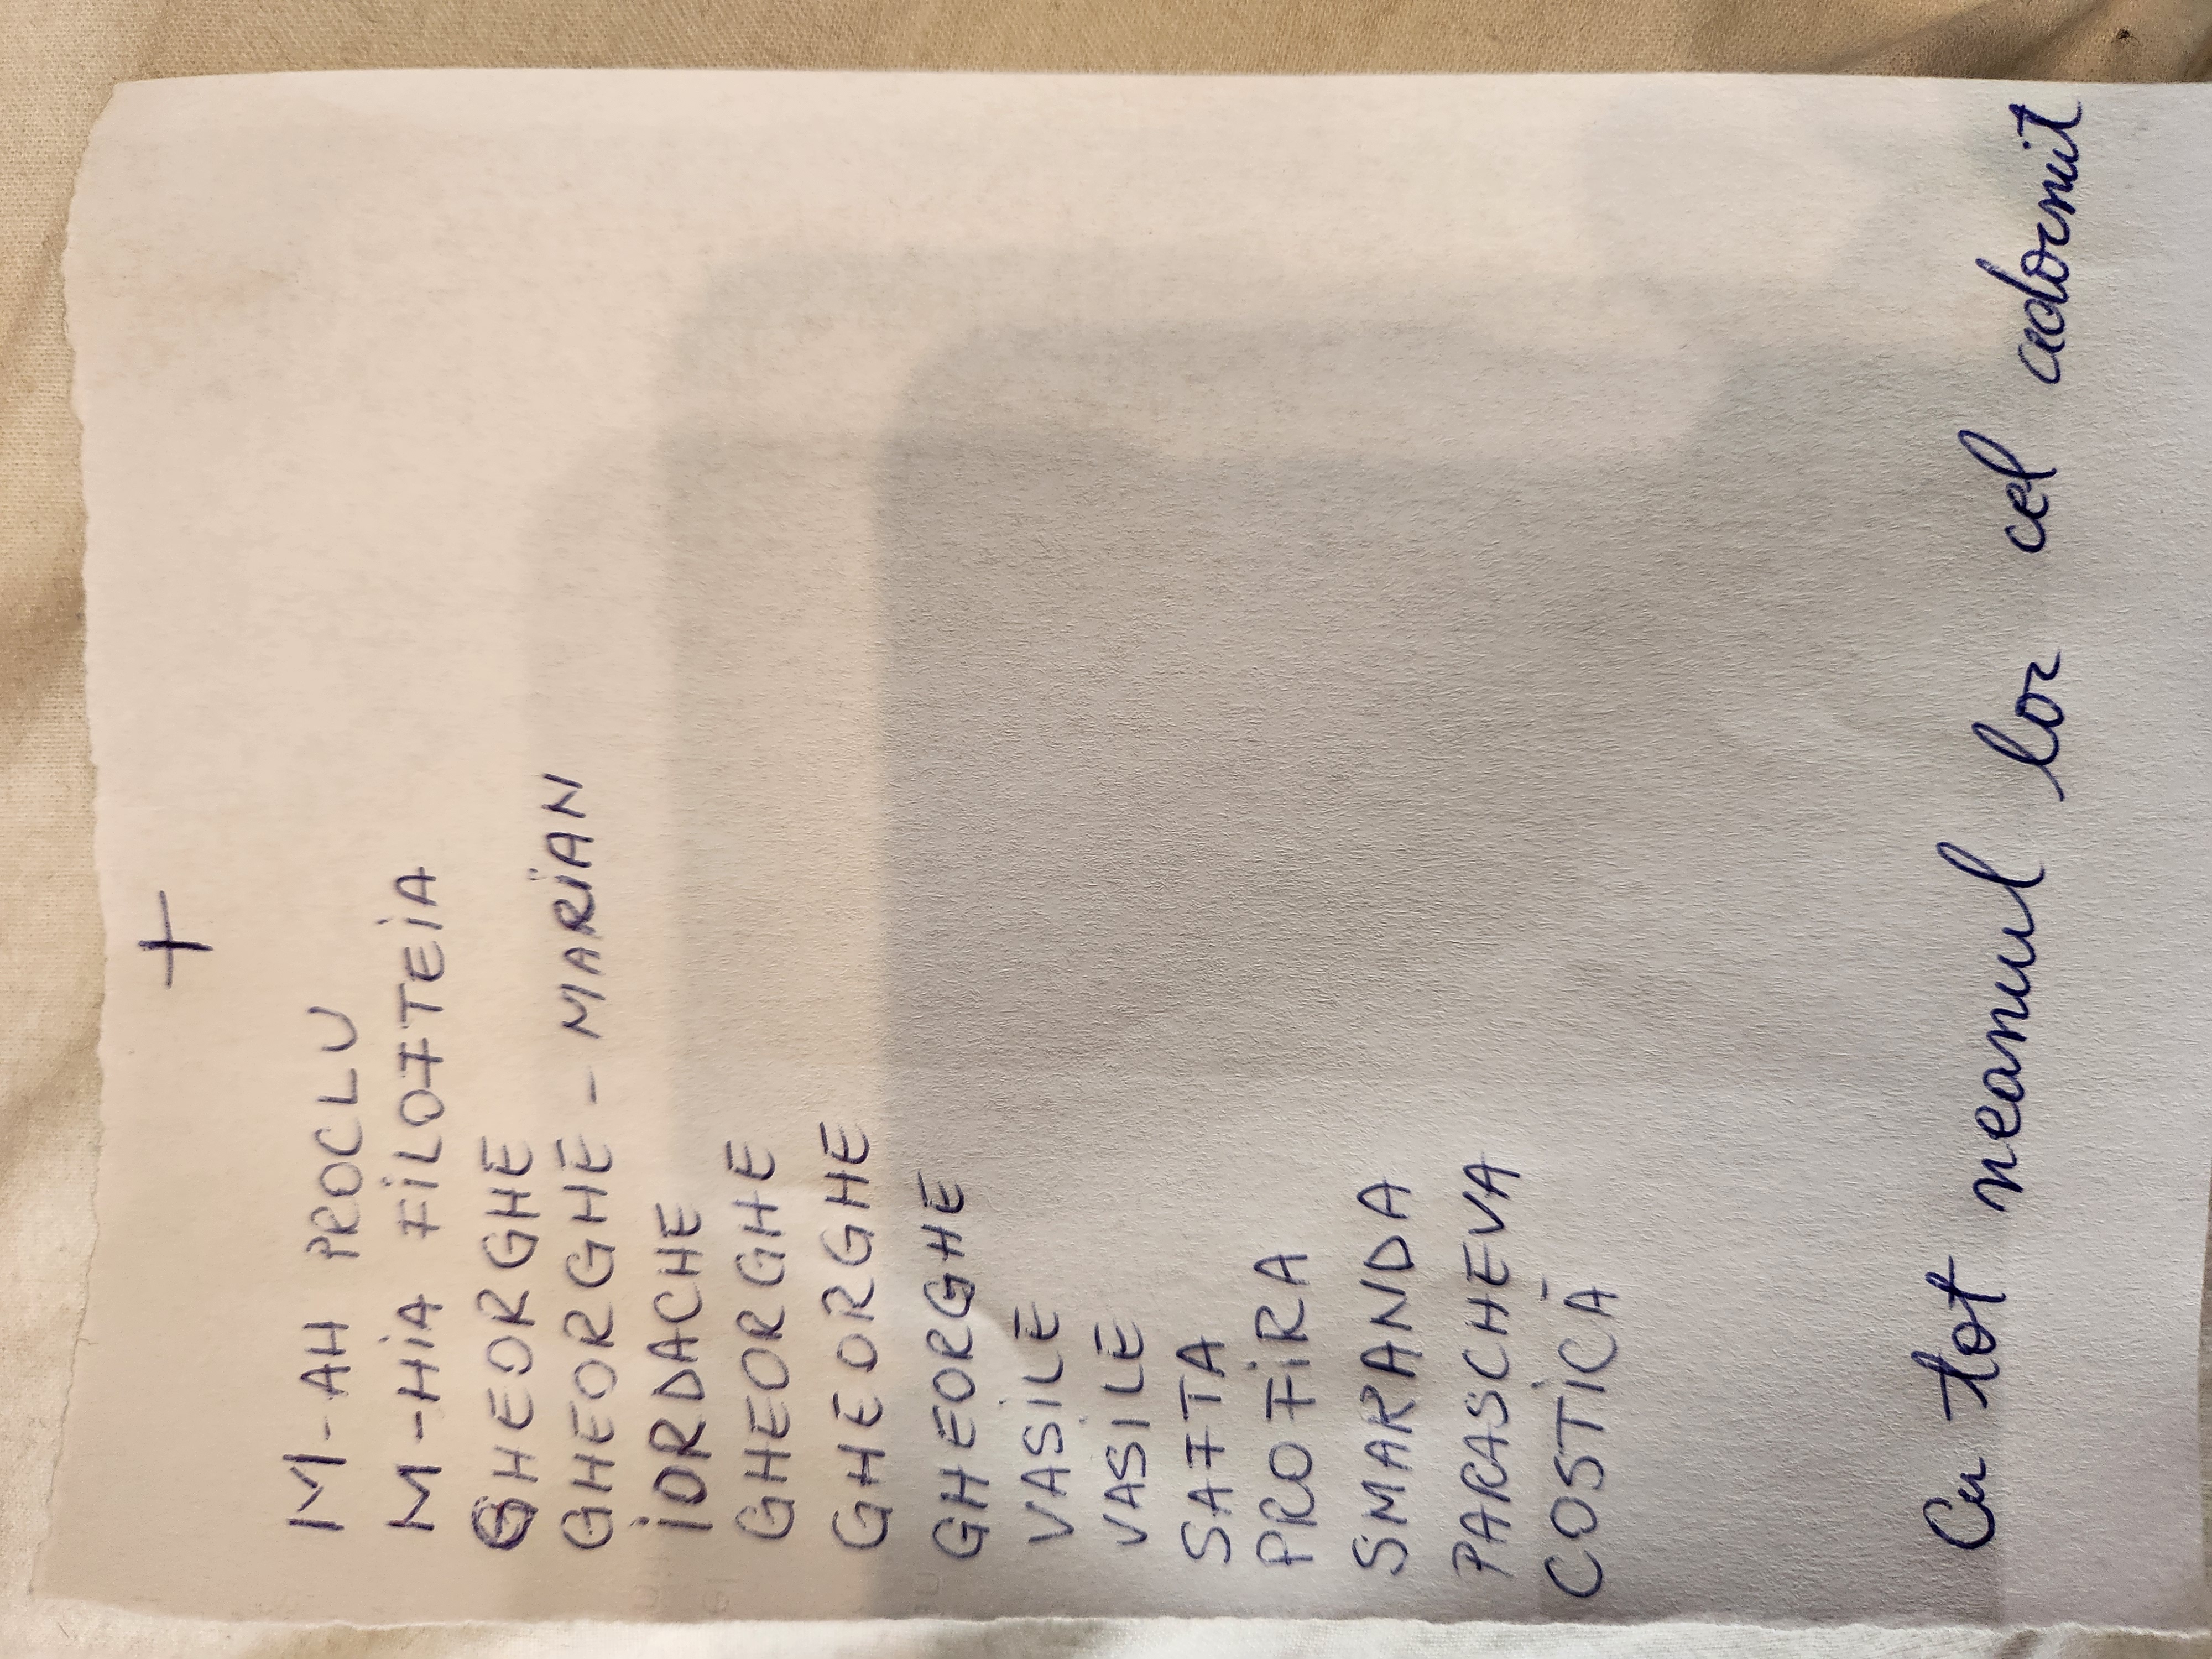 +
M-AH PROCLU
M-HiA FiLOFTEiA
GHEORGHE
GHEORGHE - MARiAN
iORDACHE
GHEORGHE
GHEORGHE
GHEORGHE
VASiLE
VASiLE
SAFTA
PROFiRA
SMARANDA
PARASCHEVA
COSTiCĂ
Cu tot neamul lor cel adormit